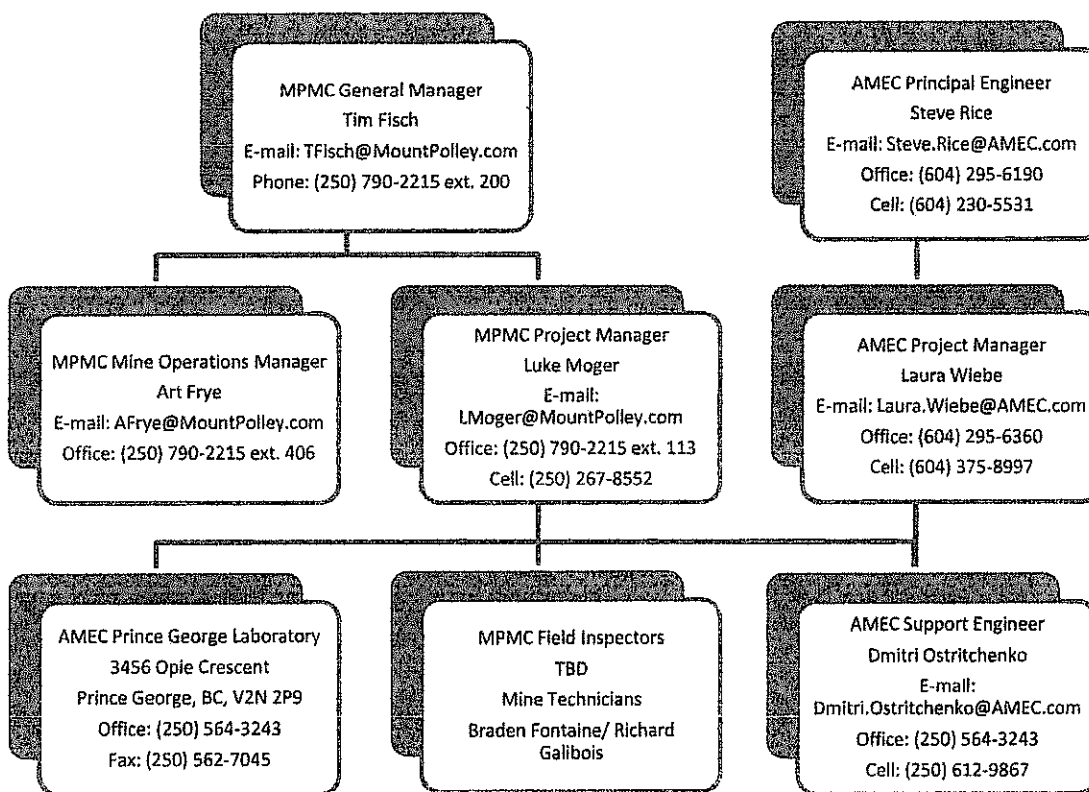 MPMC General Manager
Tim Fisch
E-mail: TFisch@MountPolley.com
Phone: (250) 790-2215 ext. 200
AMEC Principal Engineer
Steve Rice
E-mail: Steve.Rice@AMEC.com
Office: (604) 295-6190
Cell: (604) 230-5531
MPMC Mine Operations Manager
Art Frye
E-mail: AFrye@MountPolley.com
Office: (250) 790-2215 ext. 406
MPMC Project Manager
Luke Moger
E-mail:
LMoger@MountPolley.com
Office: (250) 790-2215 ext. 113
Cell: (250) 267-8552
AMEC Project Manager
Laura Wiebe
E-mail: Laura.Wiebe@AMEC.com
Office: (604) 295-6360
Cell: (604) 375-8997
AMEC Prince George Laboratory
3456 Opie Crescent
Prince George, BC, V2N 2P9
Office: (250) 564-3243
Fax: (250) 562-7045
MPMC Field Inspectors
TBD
Mine Technicians
Braden Fontaine/ Richard
Galibois
AMEC Support Engineer
Dmitri Ostritchenko
E-mail:
Dmitri.Ostritchenko@AMEC.com
Office: (250) 564-3243
Cell: (250) 612-9867